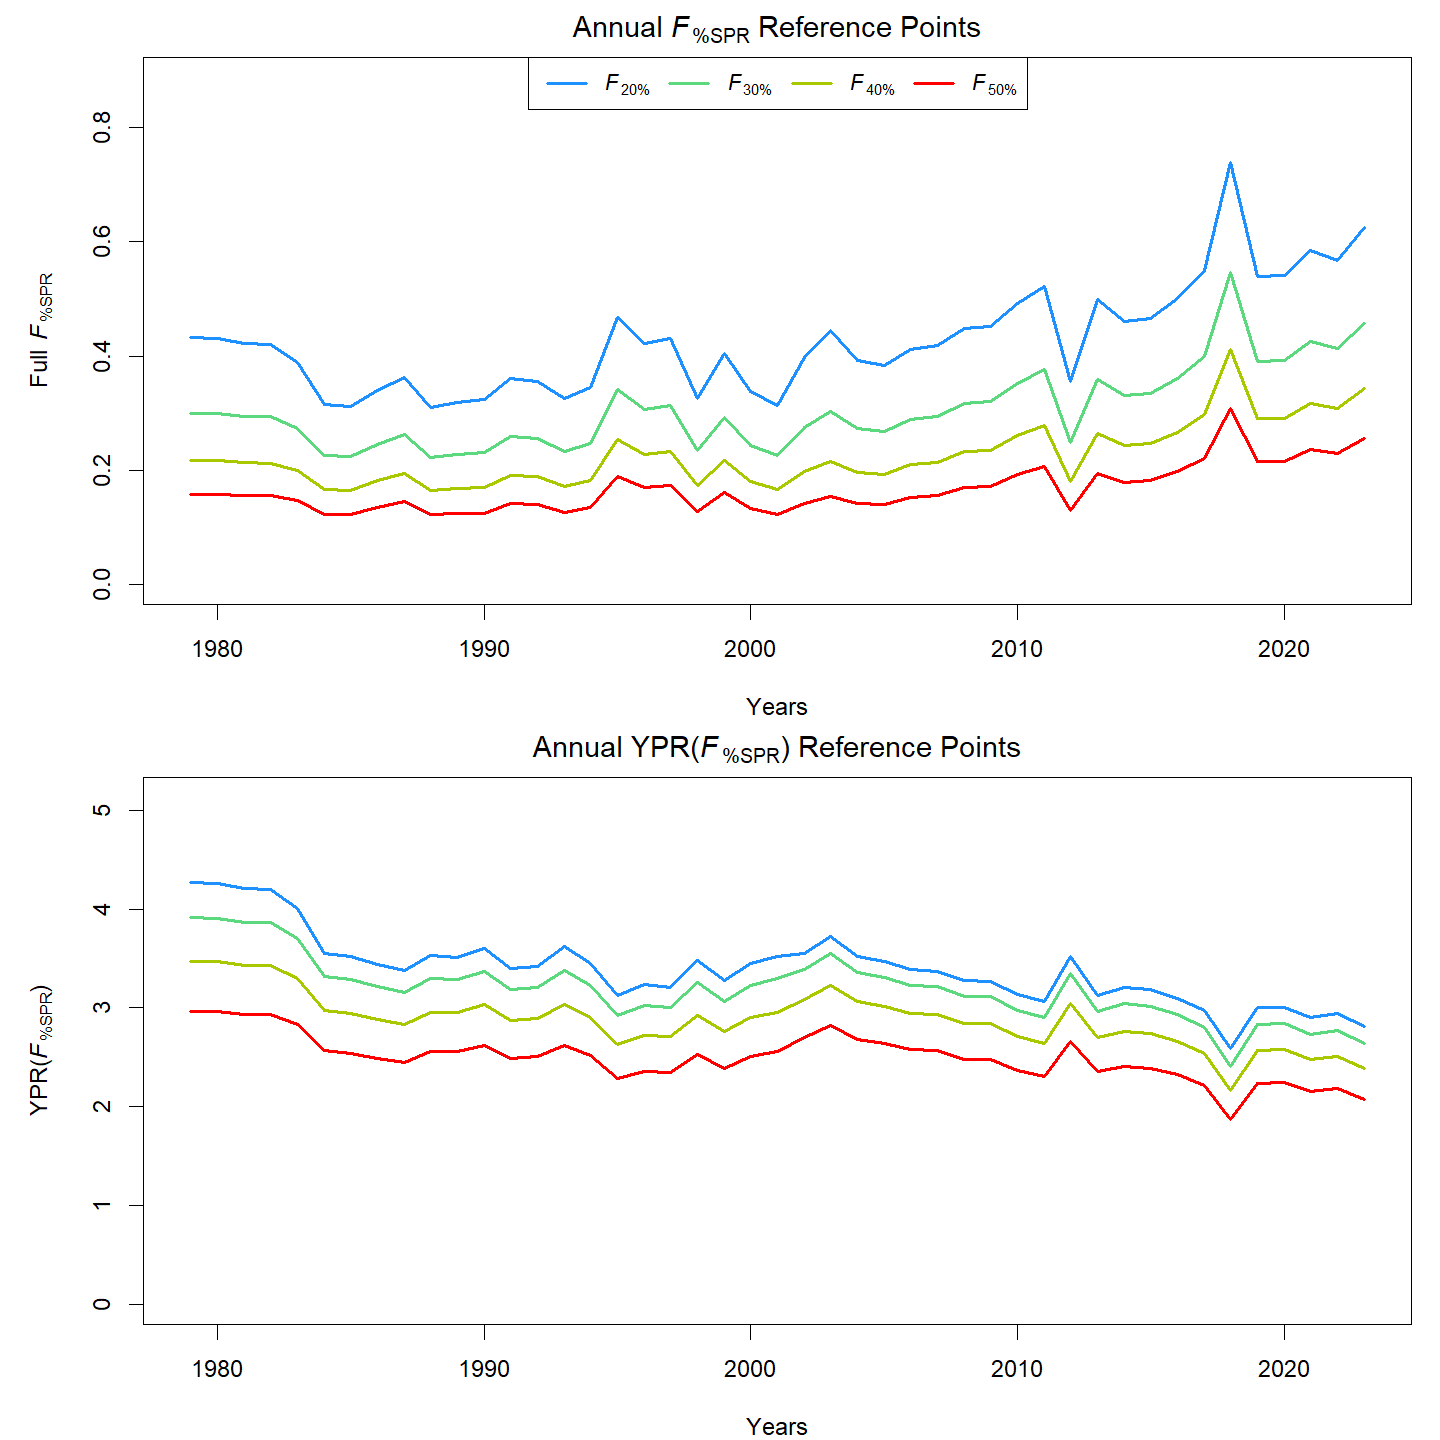 Annual F%SPR Reference Points
F20% F30% F40% F50%
Full F%SPR
0.8
0.6
0.4
0.2
0.0
1980 1990 2000 2010 2020
Years
Annual YPR(F%SPR) Reference Points
YPR(F%SPR)
5
4
3
2
1
0
1980 1990 2000 2010 2020
Years